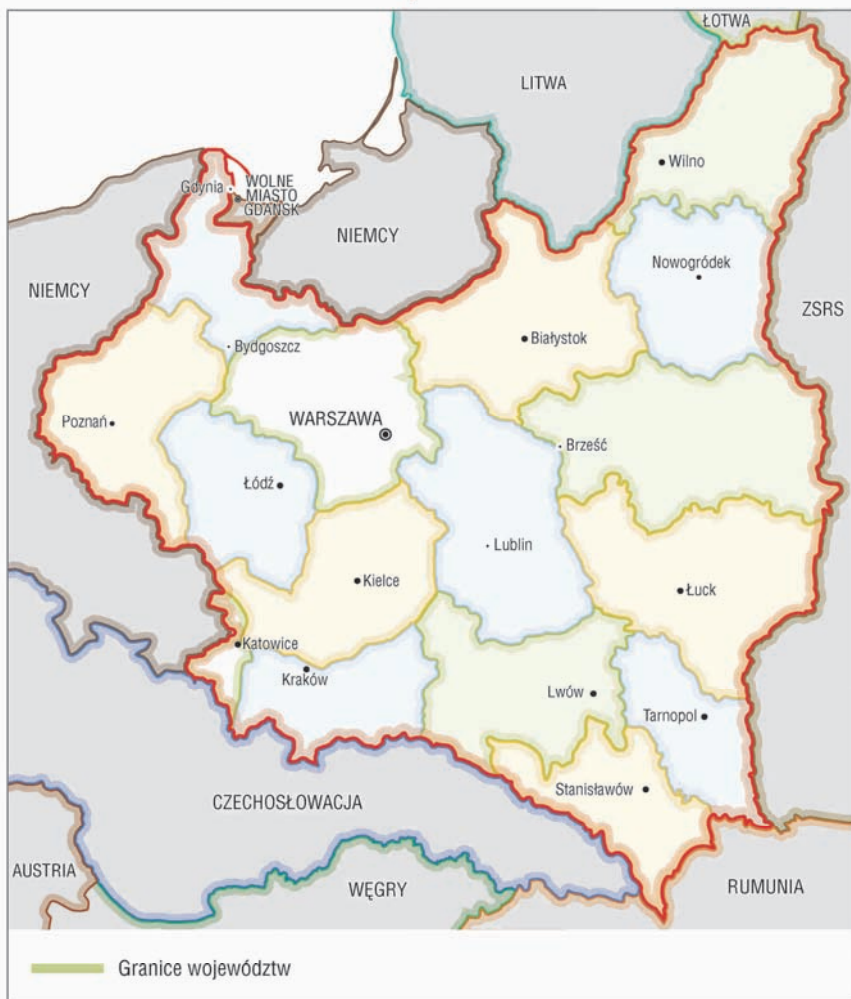 ŁOTWA
LITWA
Wilno
Gdynia
WOLNE
MIASTO
GDAŃSK
NIEMCY
Nowogródek
NIEMCY
ZSRS
Białystok
Bydgoszcz
Poznań
WARSZAWA
Brześć
Łódź
Lublin
Kielce
Łuck
Katowice
Kraków
Lwów
Tarnopol
Stanisławów
CZECHOSŁOWACJA
AUSTRIA
WĘGRY
RUMUNIA
Granice województw